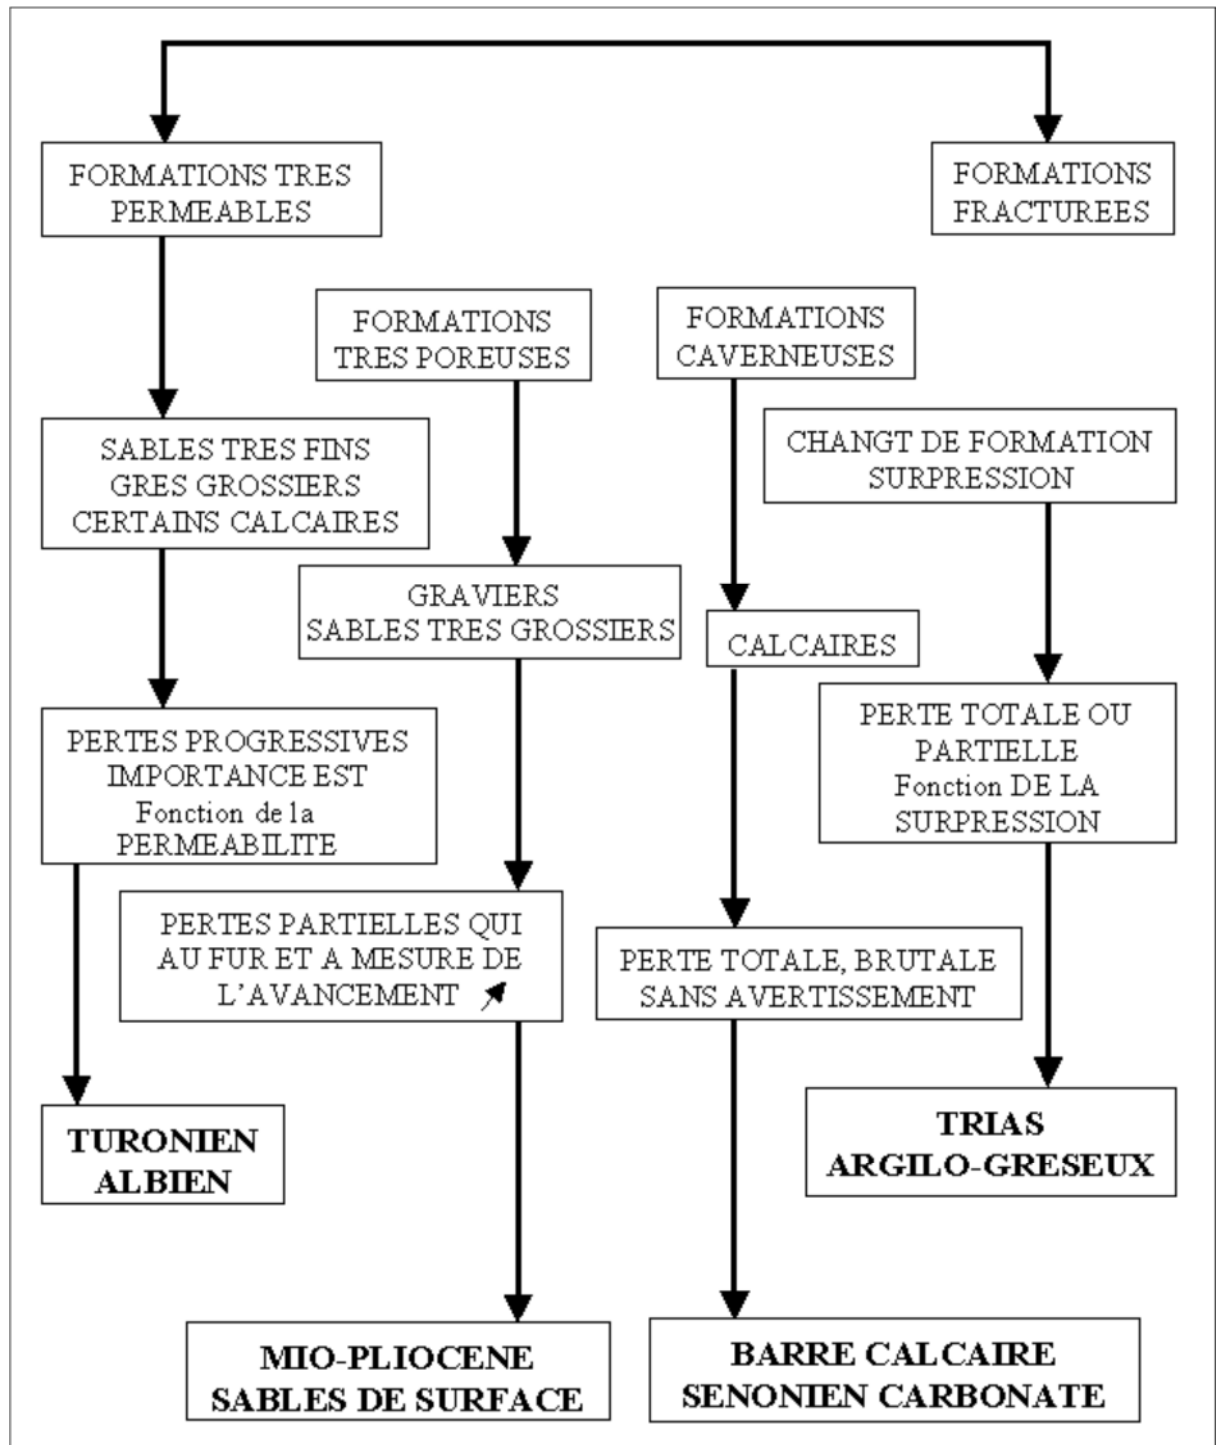 FORMATIONS TRES
PERMEABLES
FORMATIONS
FRACTUREES
FORMATIONS
TRES POREUSES
FORMATIONS
CAVERNEUSES
SABLES TRES FINS
GRES GROSSIERS
CERTAINS CALCAIRES
CHANGT DE FORMATION
SURPRESSION
GRAVIERS
SABLES TRES GROSSIERS
CALCAIRES
PERTES PROGRESSIVES
IMPORTANCE EST
Fonction de la
PERMEABILITE
PERTE TOTALE OU
PARTIELLE
Fonction DE LA
SURPRESSION
PERTES PARTIELLES QUI
AU FUR ET A MESURE DE
L'AVANCEMENT
PERTE TOTALE, BRUTALE
SANS AVERTISSEMENT
TURONIEN
ALBIEN
TRIAS
ARGILO-GRESEUX
MIO-PLIOCENE
SABLES DE SURFACE
BARRE CALCAIRE
SENONIEN CARBONATE